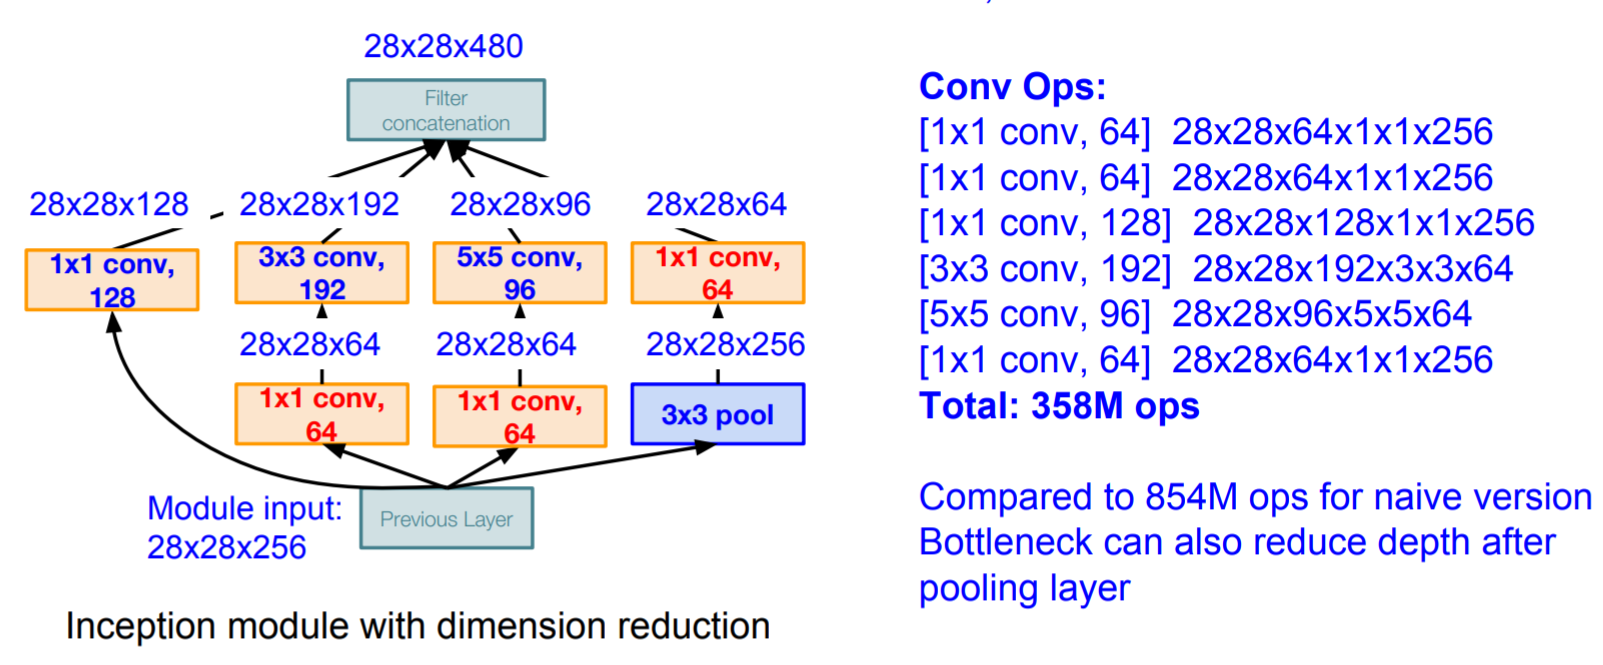 28x28x480
Filter
concatenation
28x28x128
28x28x192
28x28x96
28x28x64
1x1 conv,
128
3x3 conv,
192
5x5 conv,
96
1x1 conv,
64
28x28x64
28x28x64
28x28x256
1x1 conv,
64
1x1 conv,
64
3x3 pool
Module input:
28x28x256
Previous Layer
Inception module with dimension reduction
Conv Ops:
[1x1 conv, 64] 28x28x64x1x1x256
[1x1 conv, 64] 28x28x64x1x1x256
[1x1 conv, 128] 28x28x128x1x1x256
[3x3 conv, 192] 28x28x192x3x3x64
[5x5 conv, 96] 28x28x96x5x5x64
[1x1 conv, 64] 28x28x64x1x1x256
Total: 358M ops
Compared to 854M ops for naive version
Bottleneck can also reduce depth after
pooling layer